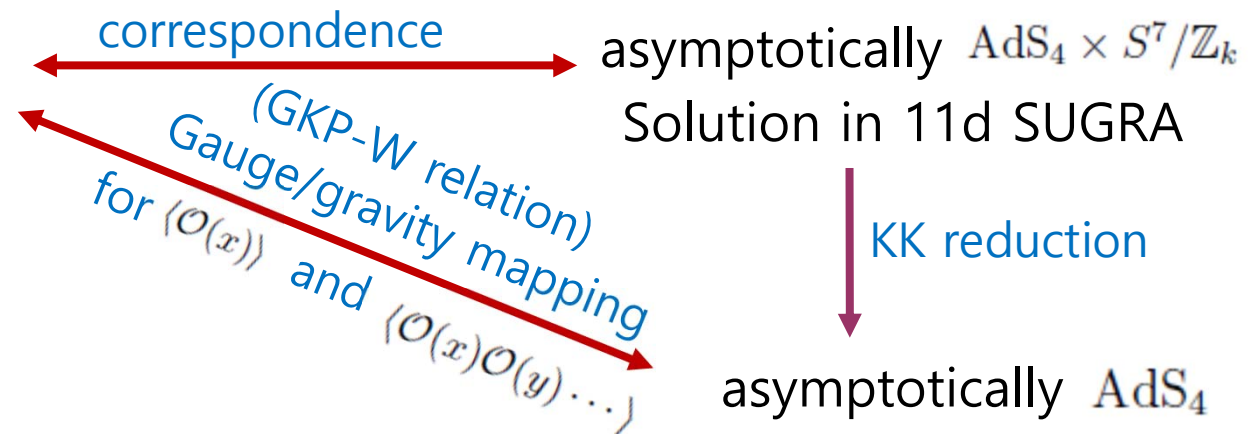 correspondence
asymptotically AdS₄ × S⁷/ℤₖ
Solution in 11d SUGRA
(GKP-W relation)
Gauge/gravity mapping
for ⟨𝒪(x)⟩ and ⟨𝒪(x)𝒪(y)⋯⟩
KK reduction
asymptotically AdS₄